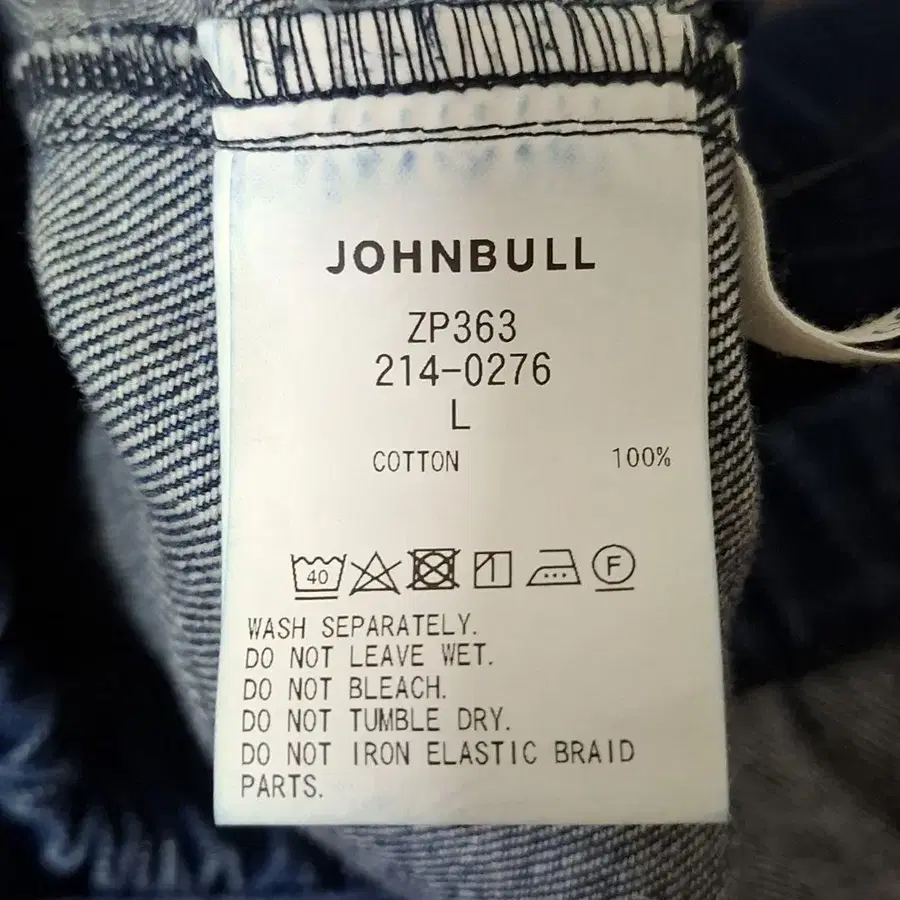 JOHNBULL
ZP363
214-0276
L
COTTON 100%
40 F
WASH SEPARATELY.
DO NOT LEAVE WET.
DO NOT BLEACH.
DO NOT TUMBLE DRY.
DO NOT IRON ELASTIC BRAID
PARTS.